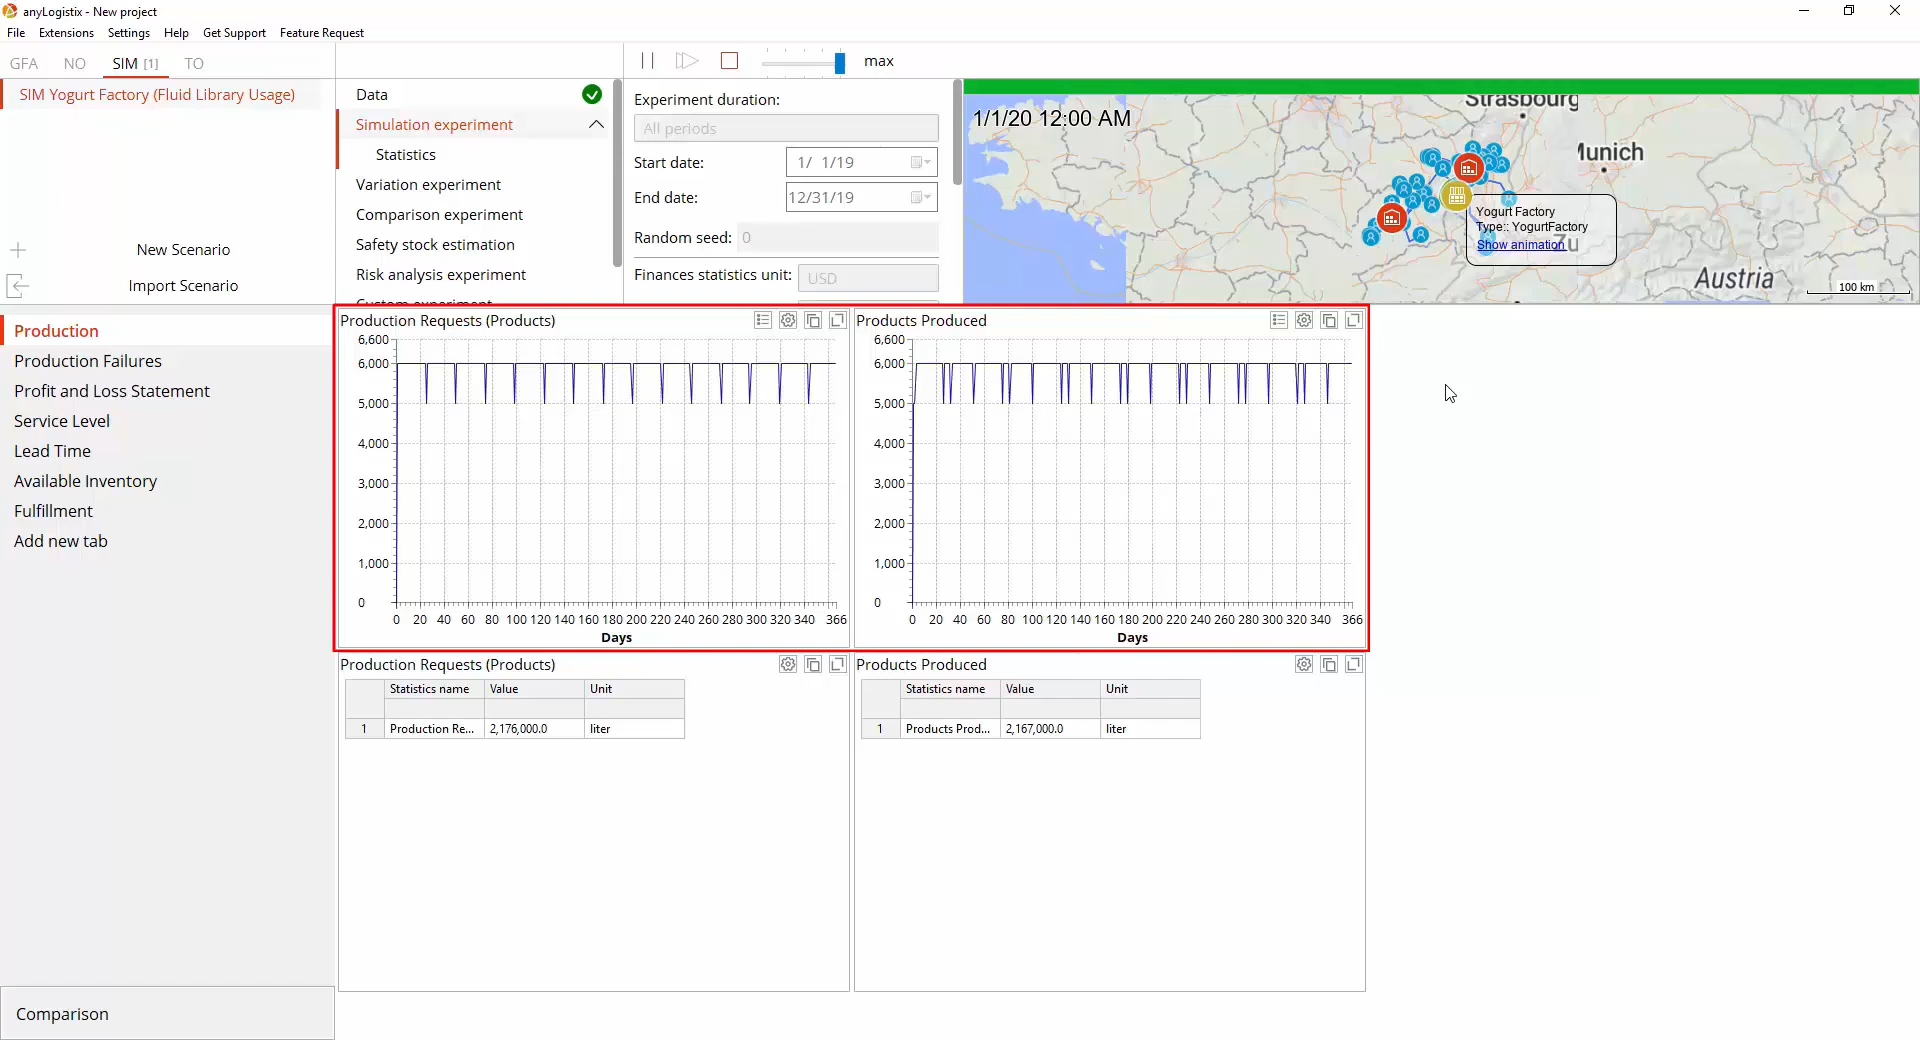 anyLogistix - New project
File Extensions Settings Help Get Support Feature Request
GFA NO SIM [1] TO
max
SIM Yogurt Factory (Fluid Library Usage)
New Scenario
Import Scenario
Data
Simulation experiment
Statistics
Variation experiment
Comparison experiment
Safety stock estimation
Risk analysis experiment
Custom experiment
Experiment duration:
All periods
Start date: 1/ 1/19
End date: 12/31/19
Random seed: 0
Finances statistics unit: USD
1/1/20 12:00 AM
Strasbourg
Munich
Yogurt Factory
Type:: YogurtFactory
Show animation
Zu
Austria
100 km
Production
Production Failures
Profit and Loss Statement
Service Level
Lead Time
Available Inventory
Fulfillment
Add new tab
Comparison
Production Requests (Products)
6,600
6,000
5,000
4,000
3,000
2,000
1,000
0
0 20 40 60 80 100 120 140 160 180 200 220 240 260 280 300 320 340 366
Days
Products Produced
6,600
6,000
5,000
4,000
3,000
2,000
1,000
0
0 20 40 60 80 100 120 140 160 180 200 220 240 260 280 300 320 340 366
Days
Production Requests (Products)
Statistics name Value Unit
1 Production Re... 2,176,000.0 liter
Products Produced
Statistics name Value Unit
1 Products Prod... 2,167,000.0 liter